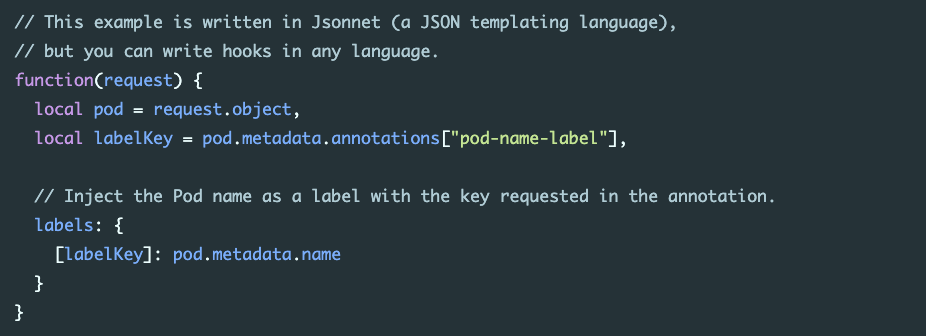 // This example is written in Jsonnet (a JSON templating language),
// but you can write hooks in any language.
function(request) {
  local pod = request.object,
  local labelKey = pod.metadata.annotations["pod-name-label"],

  // Inject the Pod name as a label with the key requested in the annotation.
  labels: {
    [labelKey]: pod.metadata.name
  }
}